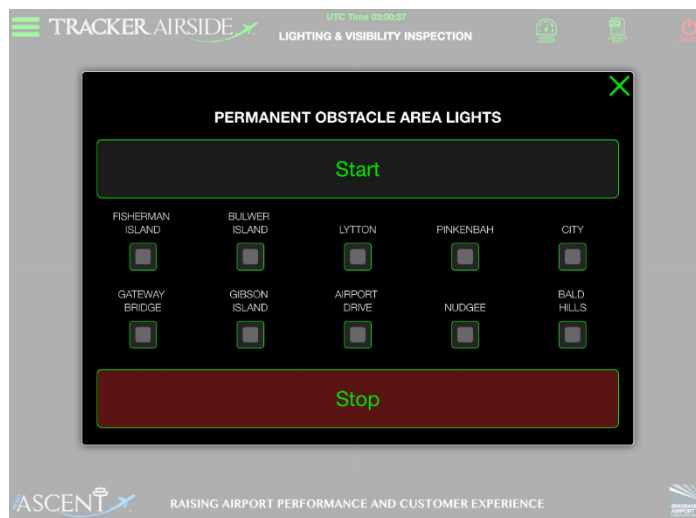 UTC Time 03:00:37
TRACKER AIRSIDE
LIGHTING & VISIBILITY INSPECTION
PERMANENT OBSTACLE AREA LIGHTS
Start
FISHERMAN
ISLAND
BULWER
ISLAND
LYTTON
PINKENBAH
CITY
GATEWAY
BRIDGE
GIBSON
ISLAND
AIRPORT
DRIVE
NUDGEE
BALD
HILLS
Stop
ASCENT
RAISING AIRPORT PERFORMANCE AND CUSTOMER EXPERIENCE
BRISBANE
AIRPORT